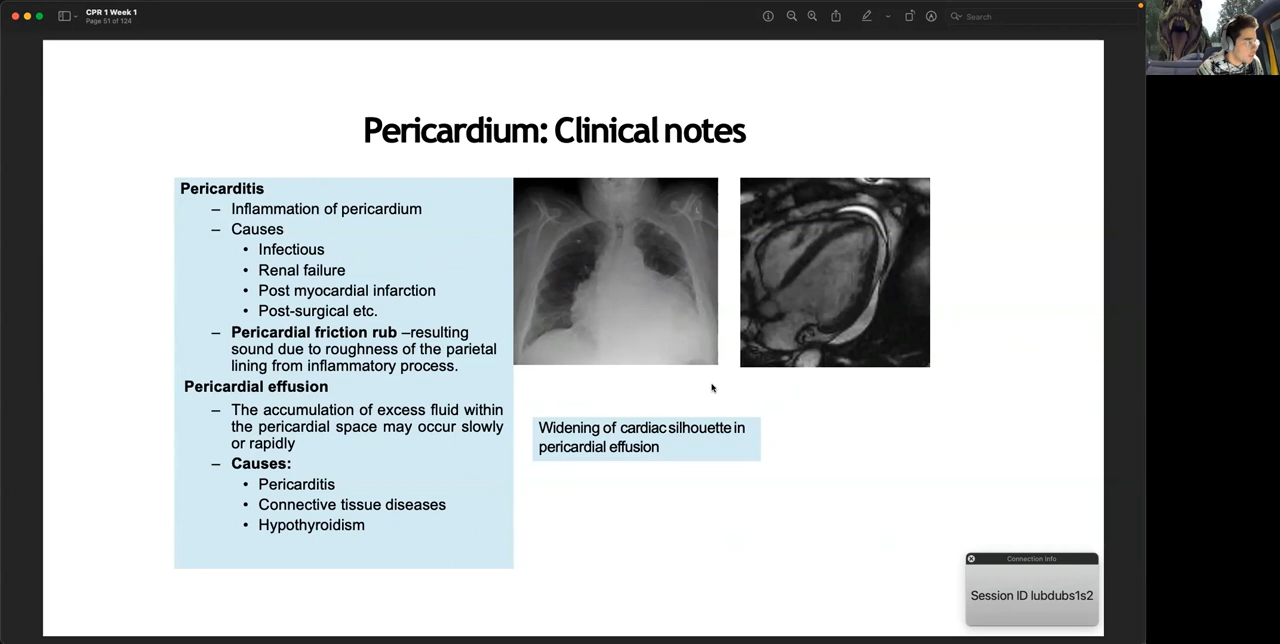 CPR 1 Week 1
Page 51 of 124
Search
Pericardium: Clinical notes
Pericarditis
– Inflammation of pericardium
– Causes
• Infectious
• Renal failure
• Post myocardial infarction
• Post-surgical etc.
– Pericardial friction rub –resulting
sound due to roughness of the parietal
lining from inflammatory process.
Pericardial effusion
– The accumulation of excess fluid within
the pericardial space may occur slowly
or rapidly
– Causes:
• Pericarditis
• Connective tissue diseases
• Hypothyroidism
L
Widening of cardiac silhouette in
pericardial effusion
Connection Info
Session ID lubdubs1s2